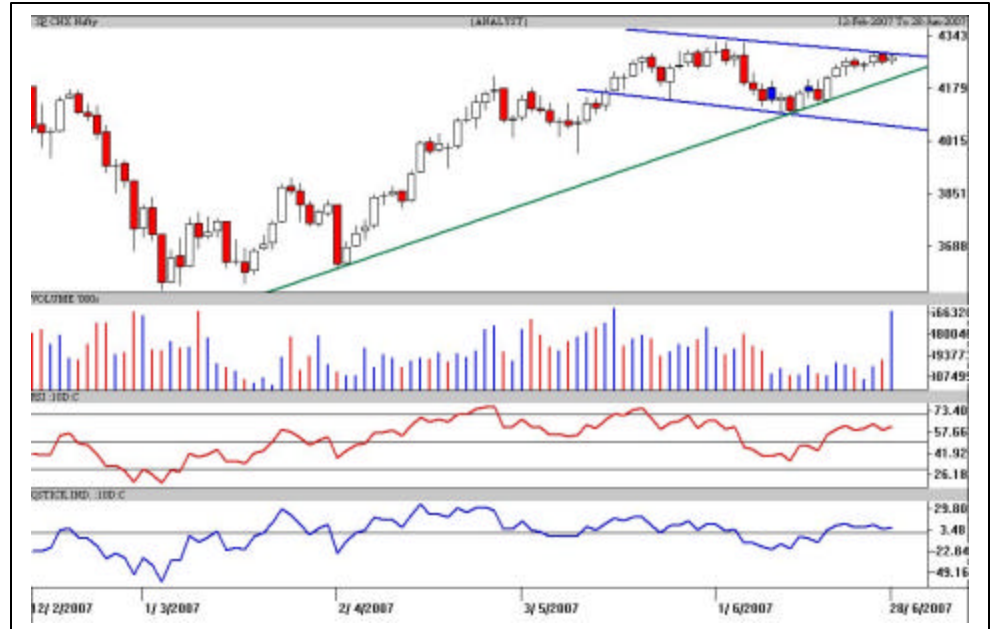 CNX Nifty [ANALYST] 12-Feb-2007 To 28-Jun-2007
4343
4179
4015
3851
3688
VOLUME '000s
RSI :10D C
73.40
57.66
41.92
26.18
QSTICK IND. :10D C
29.80
3.48
-22.84
-49.16
12/ 2/2007 1/ 3/2007 2/ 4/2007 3/ 5/2007 1/ 6/2007 28/ 6/2007